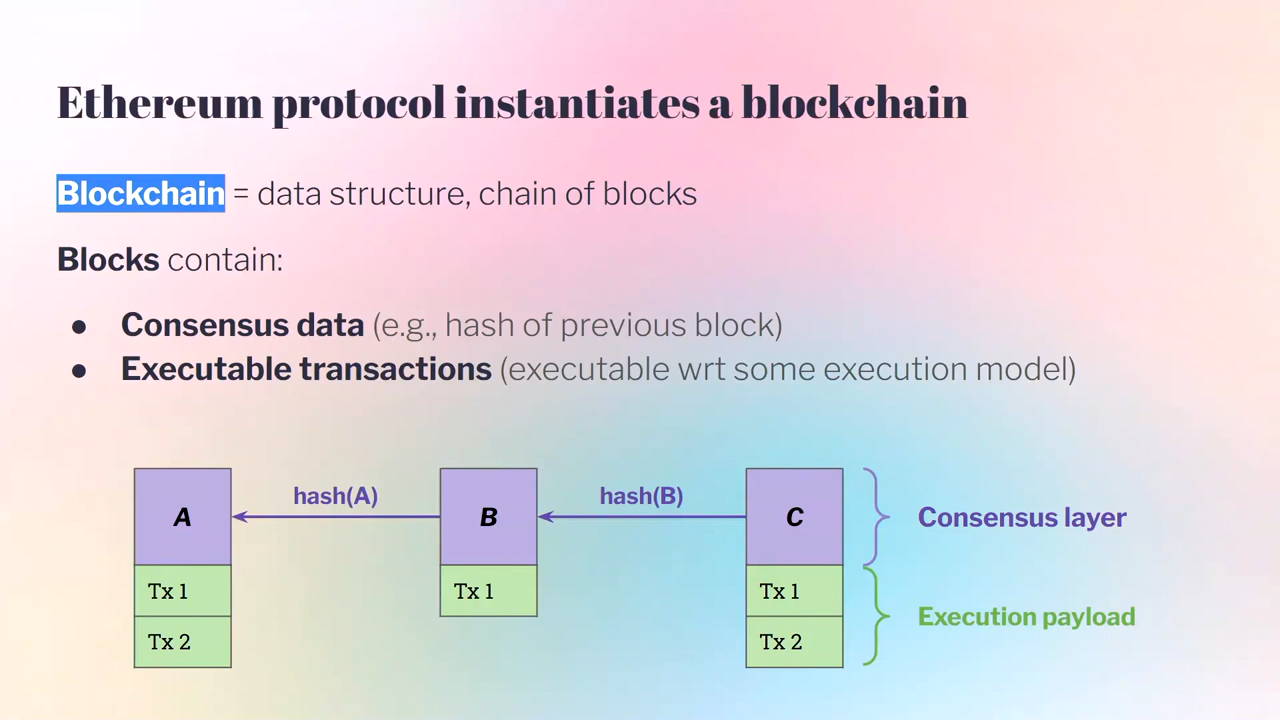 Ethereum protocol instantiates a blockchain
Blockchain = data structure, chain of blocks
Blocks contain:
● Consensus data (e.g., hash of previous block)
● Executable transactions (executable wrt some execution model)
A
hash(A)
B
hash(B)
C
Consensus layer
Tx 1
Tx 1
Tx 1
Execution payload
Tx 2
Tx 2